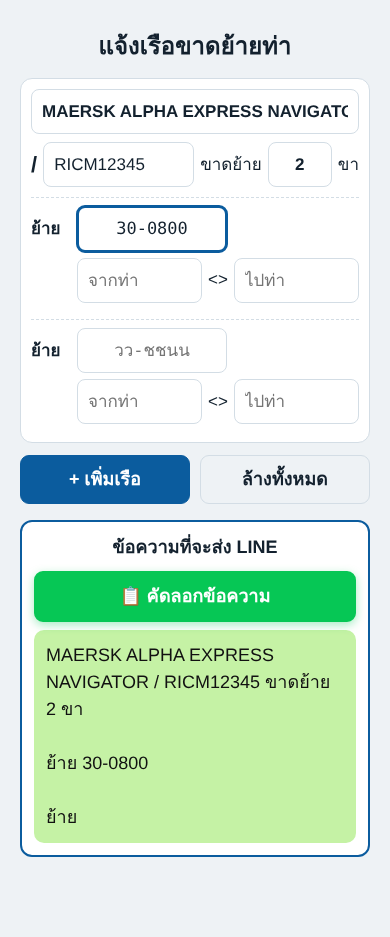 แจ้งเรือขาดย้ายท่า
MAERSK ALPHA EXPRESS NAVIGATC
/ RICM12345 ขาดย้าย 2 ขา
ย้าย 30-0800
จากท่า <> ไปท่า
ย้าย วว-ชชนน
จากท่า <> ไปท่า
+ เพิ่มเรือ ล้างทั้งหมด
ข้อความที่จะส่ง LINE
📋 คัดลอกข้อความ
MAERSK ALPHA EXPRESS
NAVIGATOR / RICM12345 ขาดย้าย
2 ขา
ย้าย 30-0800
ย้าย